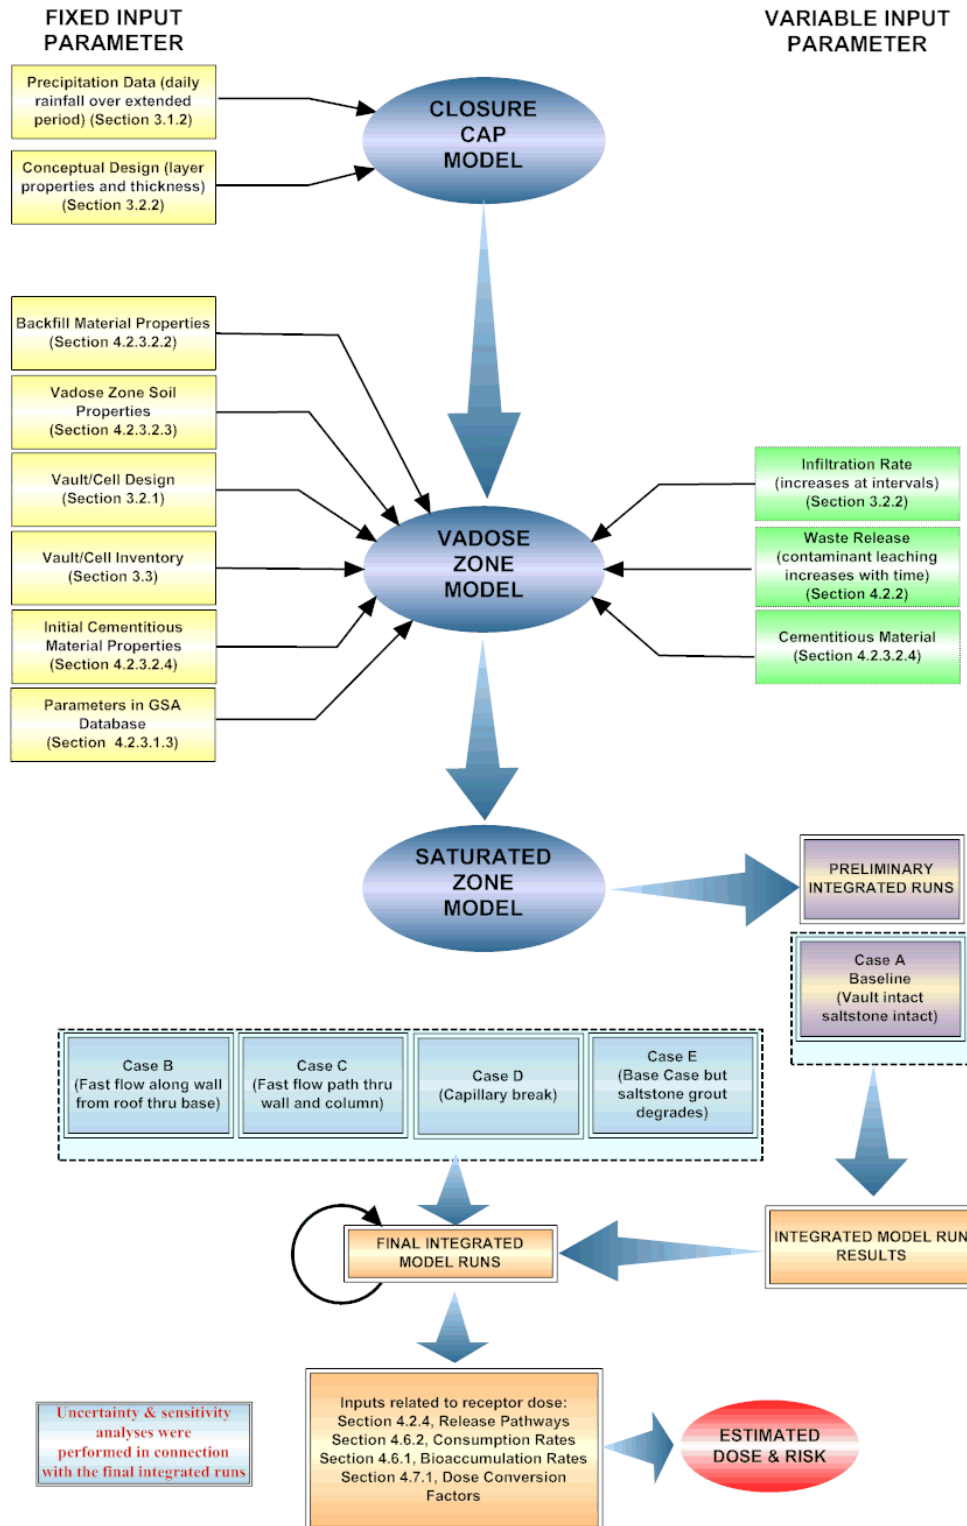 FIXED INPUT
PARAMETER
VARIABLE INPUT
PARAMETER
Precipitation Data (daily
rainfall over extended
period) (Section 3.1.2)
Conceptual Design (layer
properties and thickness)
(Section 3.2.2)
CLOSURE
CAP
MODEL
Backfill Material Properties
(Section 4.2.3.2.2)
Vadose Zone Soil
Properties
(Section 4.2.3.2.3)
Vault/Cell Design
(Section 3.2.1)
Vault/Cell Inventory
(Section 3.3)
Initial Cementitious
Material Properties
(Section 4.2.3.2.4)
Parameters in GSA
Database
(Section 4.2.3.1.3)
VADOSE
ZONE
MODEL
Infiltration Rate
(increases at intervals)
(Section 3.2.2)
Waste Release
(contaminant leaching
increases with time)
(Section 4.2.2)
Cementitious Material
(Section 4.2.3.2.4)
SATURATED
ZONE
MODEL
PRELIMINARY
INTEGRATED RUNS
Case A
Baseline
(Vault intact
saltstone intact)
Case B
(Fast flow along wall
from roof thru base)
Case C
(Fast flow path thru
wall and column)
Case D
(Capillary break)
Case E
(Base Case but
saltstone grout
degrades)
FINAL INTEGRATED
MODEL RUNS
INTEGRATED MODEL RUN
RESULTS
Uncertainty & sensitivity
analyses were
performed in connection
with the final integrated runs
Inputs related to receptor dose:
Section 4.2.4, Release Pathways
Section 4.6.2, Consumption Rates
Section 4.6.1, Bioaccumulation Rates
Section 4.7.1, Dose Conversion
Factors
ESTIMATED
DOSE & RISK